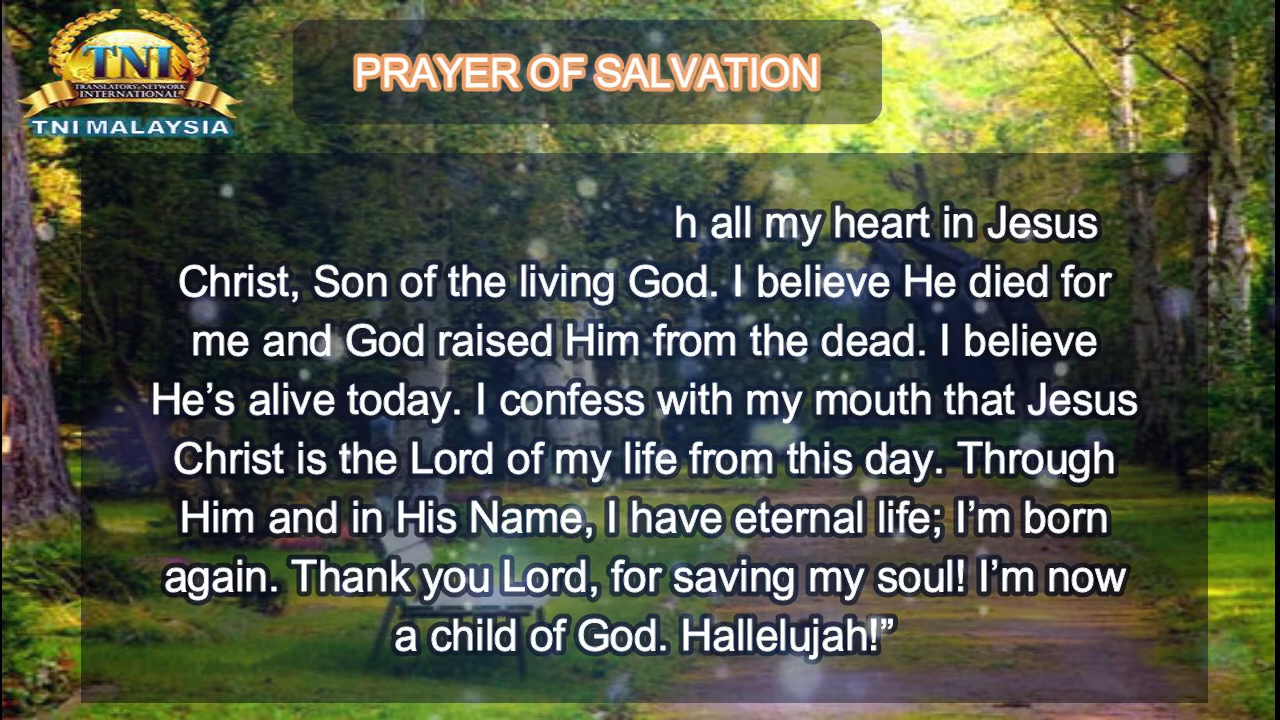 TNI
TRANSLATORS' NETWORK
INTERNATIONAL
TNI MALAYSIA
PRAYER OF SALVATION
h all my heart in Jesus
Christ, Son of the living God. I believe He died for
me and God raised Him from the dead. I believe
He’s alive today. I confess with my mouth that Jesus
Christ is the Lord of my life from this day. Through
Him and in His Name, I have eternal life; I’m born
again. Thank you Lord, for saving my soul! I’m now
a child of God. Hallelujah!”